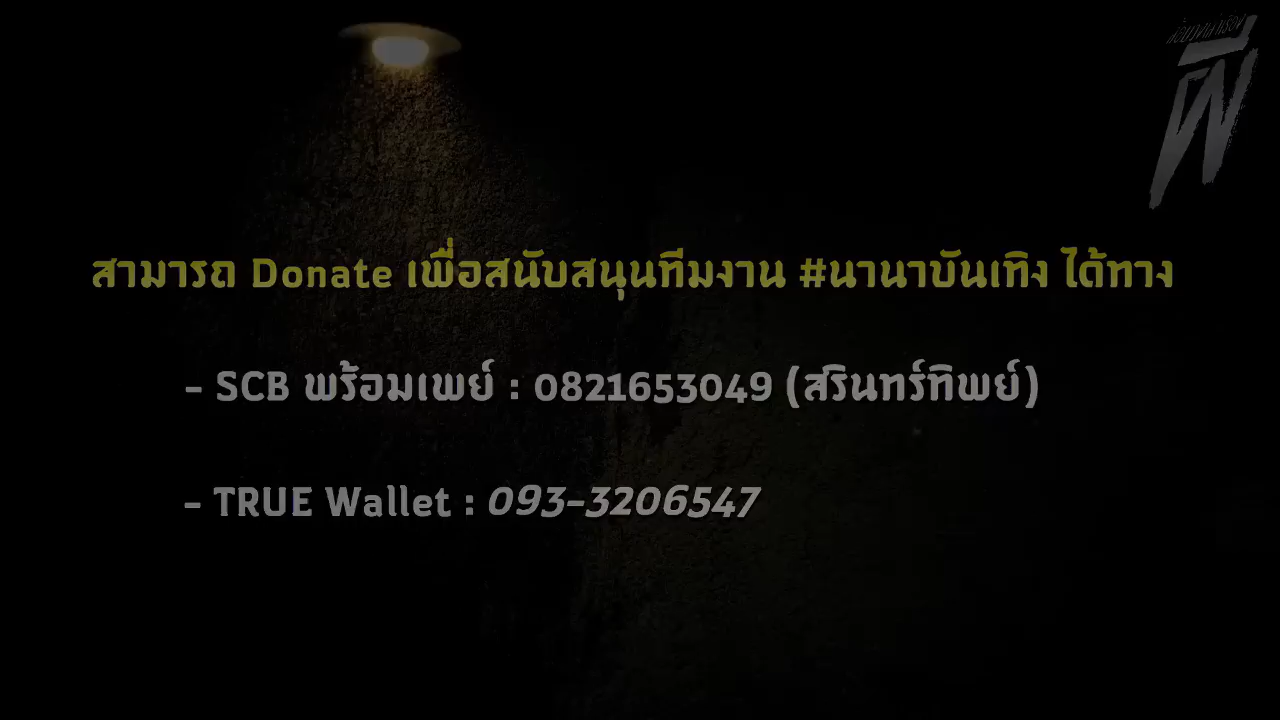 ผี
สามารถ Donate เพื่อสนับสนุนทีมงาน #นานาบันเทิง ได้ทาง
- SCB พร้อมเพย์ : 0821653049 (สรินทร์ทิพย์)
- TRUE Wallet : 093-3206547